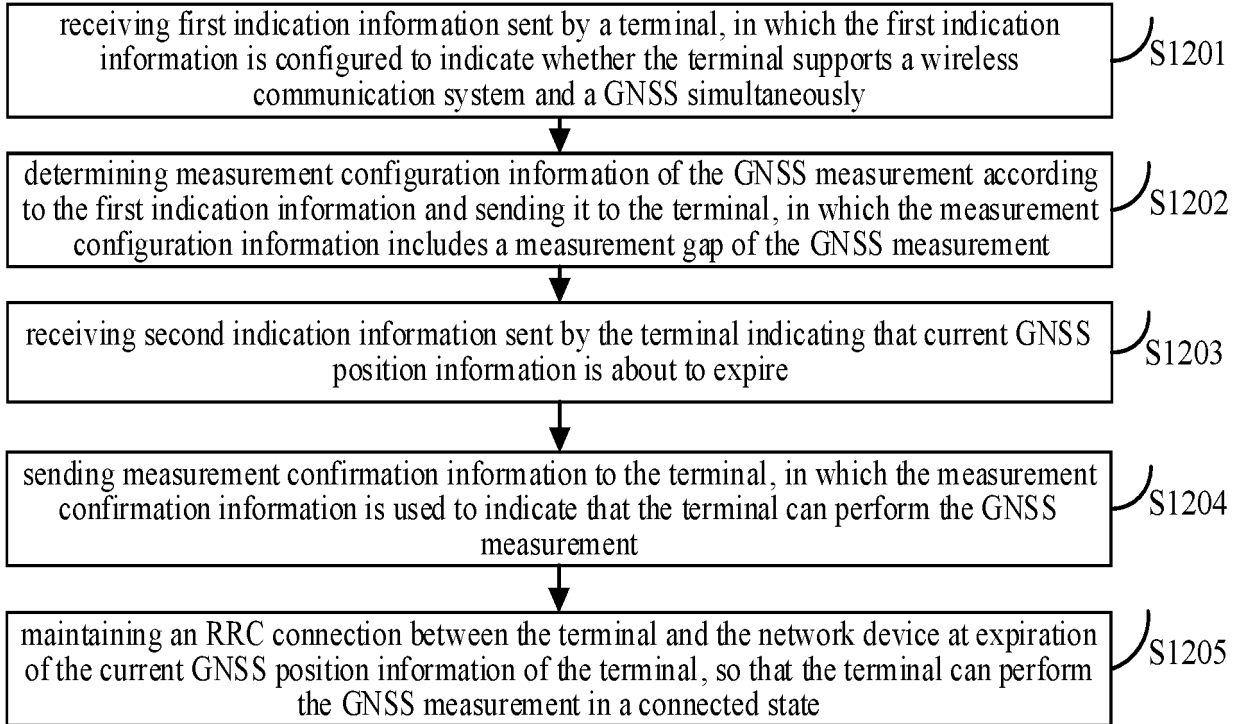 receiving first indication information sent by a terminal, in which the first indication
information is configured to indicate whether the terminal supports a wireless
communication system and a GNSS simultaneously
S1201
determining measurement configuration information of the GNSS measurement according
to the first indication information and sending it to the terminal, in which the measurement
configuration information includes a measurement gap of the GNSS measurement
S1202
receiving second indication information sent by the terminal indicating that current GNSS
position information is about to expire
S1203
sending measurement confirmation information to the terminal, in which the measurement
confirmation information is used to indicate that the terminal can perform the GNSS
measurement
S1204
maintaining an RRC connection between the terminal and the network device at expiration
of the current GNSS position information of the terminal, so that the terminal can perform
the GNSS measurement in a connected state
S1205